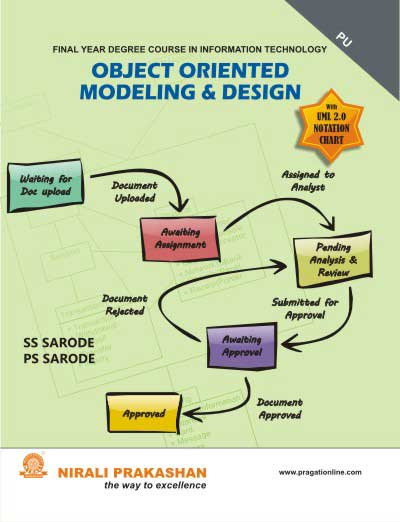 PU
FINAL YEAR DEGREE COURSE IN INFORMATION TECHNOLOGY
OBJECT ORIENTED
MODELING & DESIGN
With
UML 2.0
NOTATION
CHART
Waiting for
Doc upload
Document
Uploaded
Assigned to
Analyst
Awaiting
Assignment
Pending
Analysis &
Review
Document
Rejected
Submitted for
Approval
SS SARODE
PS SARODE
Awaiting
Approval
Approved
Document
Approved
NIRALI PRAKASHAN
the way to excellence
www.pragationline.com